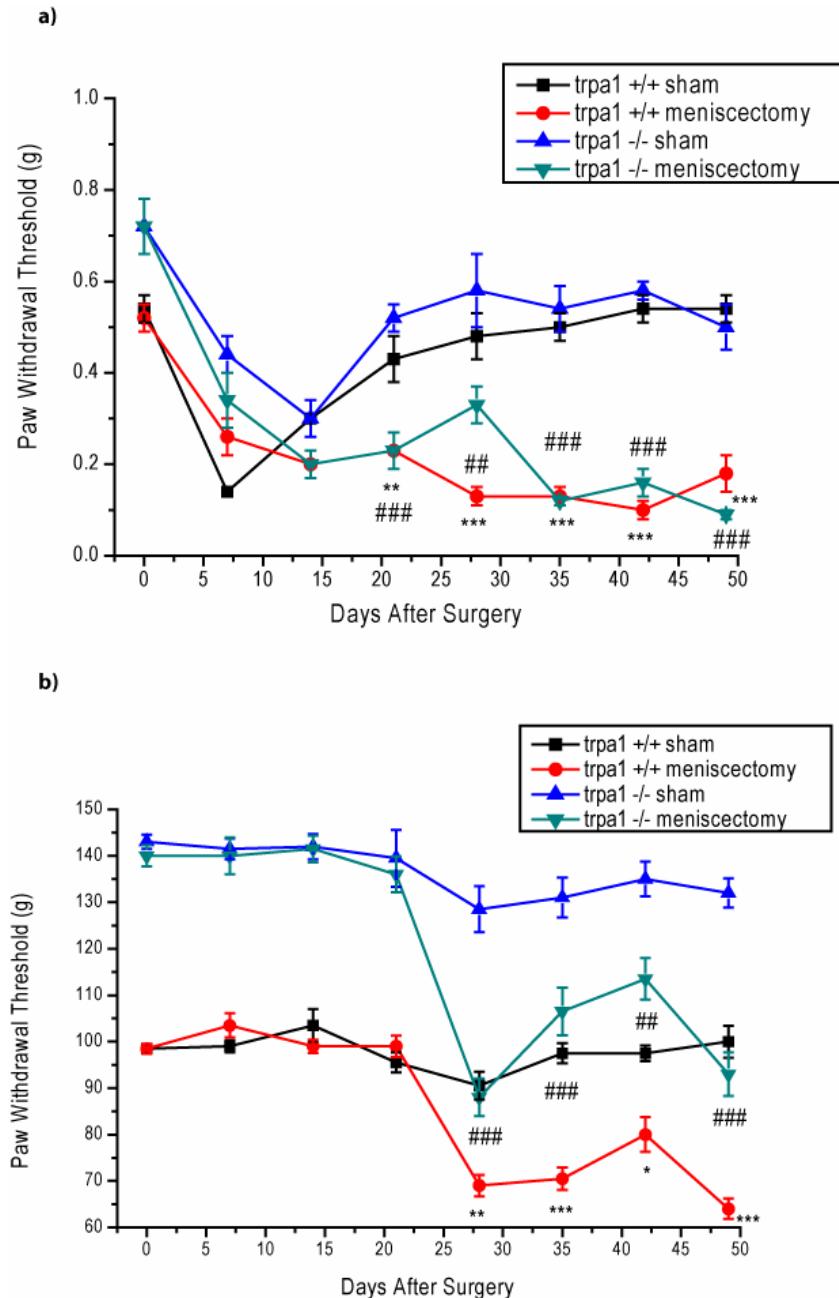 a)
trpa1 +/+ sham
trpa1 +/+ meniscectomy
trpa1 -/- sham
trpa1 -/- meniscectomy
1.0
0.8
0.6
0.4
0.2
0.0
Paw Withdrawal Threshold (g)
##
###
###
**
###
***
***
***
***
###
0 5 10 15 20 25 30 35 40 45 50
Days After Surgery
b)
trpa1 +/+ sham
trpa1 +/+ meniscectomy
trpa1 -/- sham
trpa1 -/- meniscectomy
150
140
130
120
110
100
90
80
70
60
Paw Withdrawal Threshold (g)
##
###
###
###
*
**
***
***
0 5 10 15 20 25 30 35 40 45 50
Days After Surgery